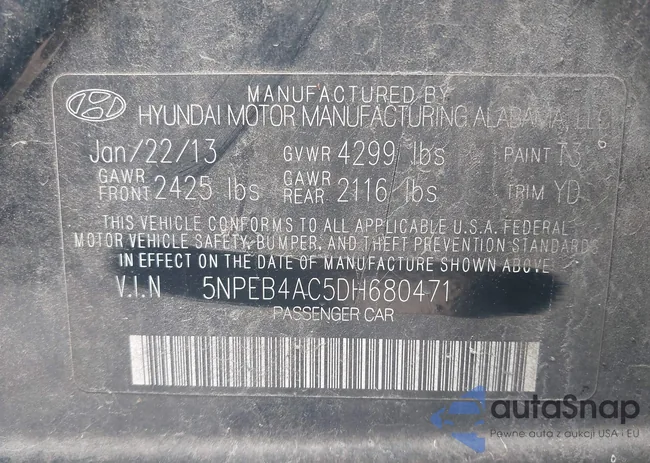 MANUFACTURED BY
HYUNDAI MOTOR MANUFACTURING ALABAMA, LLC
Jan/22/13 GVWR 4299 lbs PAINT T3
GAWR FRONT 2425 lbs GAWR REAR 2116 lbs TRIM YD
THIS VEHICLE CONFORMS TO ALL APPLICABLE U.S.A. FEDERAL
MOTOR VEHICLE SAFETY, BUMPER, AND THEFT PREVENTION STANDARDS
IN EFFECT ON THE DATE OF MANUFACTURE SHOWN ABOVE
V.I.N 5NPEB4AC5DH680471
PASSENGER CAR
autaSnap
Pewne auta z aukcji USA i EU